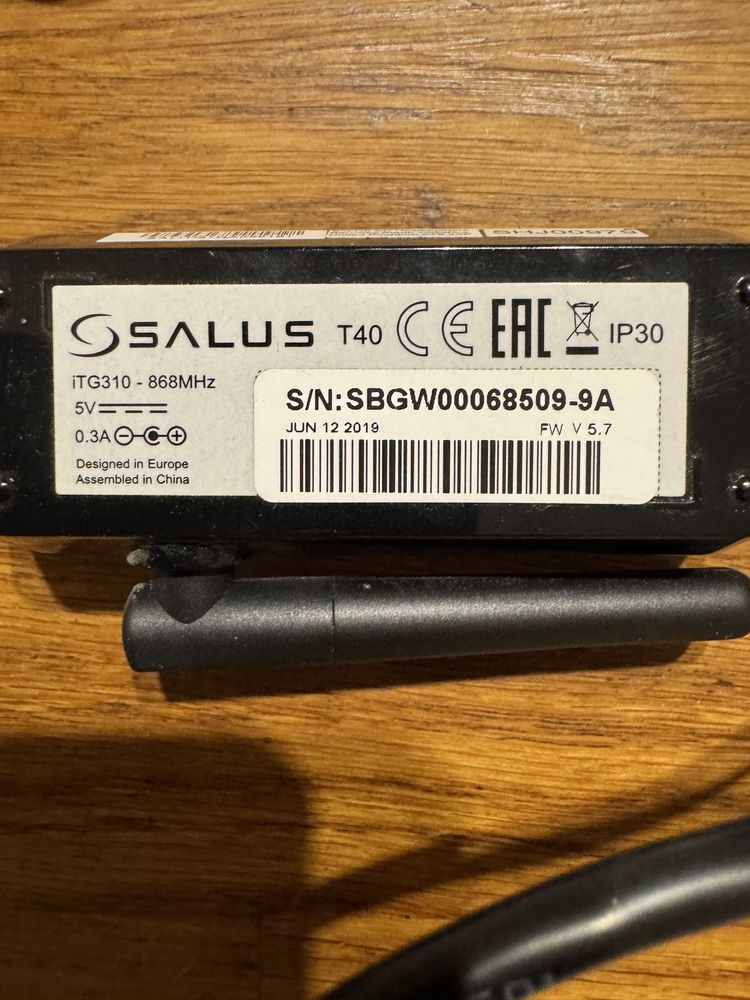 SHJ00975
SALUS T40 CE EAC IP30
iTG310 - 868MHz
5V
0.3A
Designed in Europe
Assembled in China
S/N:SBGW00068509-9A
JUN 12 2019 FW V 5.7